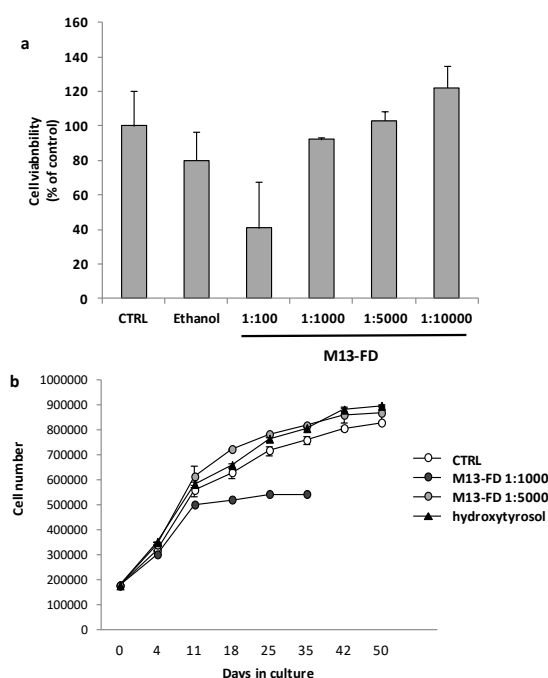 a
160
140
120
100
80
60
40
20
0
Cell viabnbility
(% of control)
CTRL Ethanol 1:100 1:1000 1:5000 1:10000
M13-FD
b
1000000
900000
800000
700000
600000
500000
400000
300000
200000
100000
0
Cell number
0 4 11 18 25 35 42 50
Days in culture
CTRL
M13-FD 1:1000
M13-FD 1:5000
hydroxytyrosol